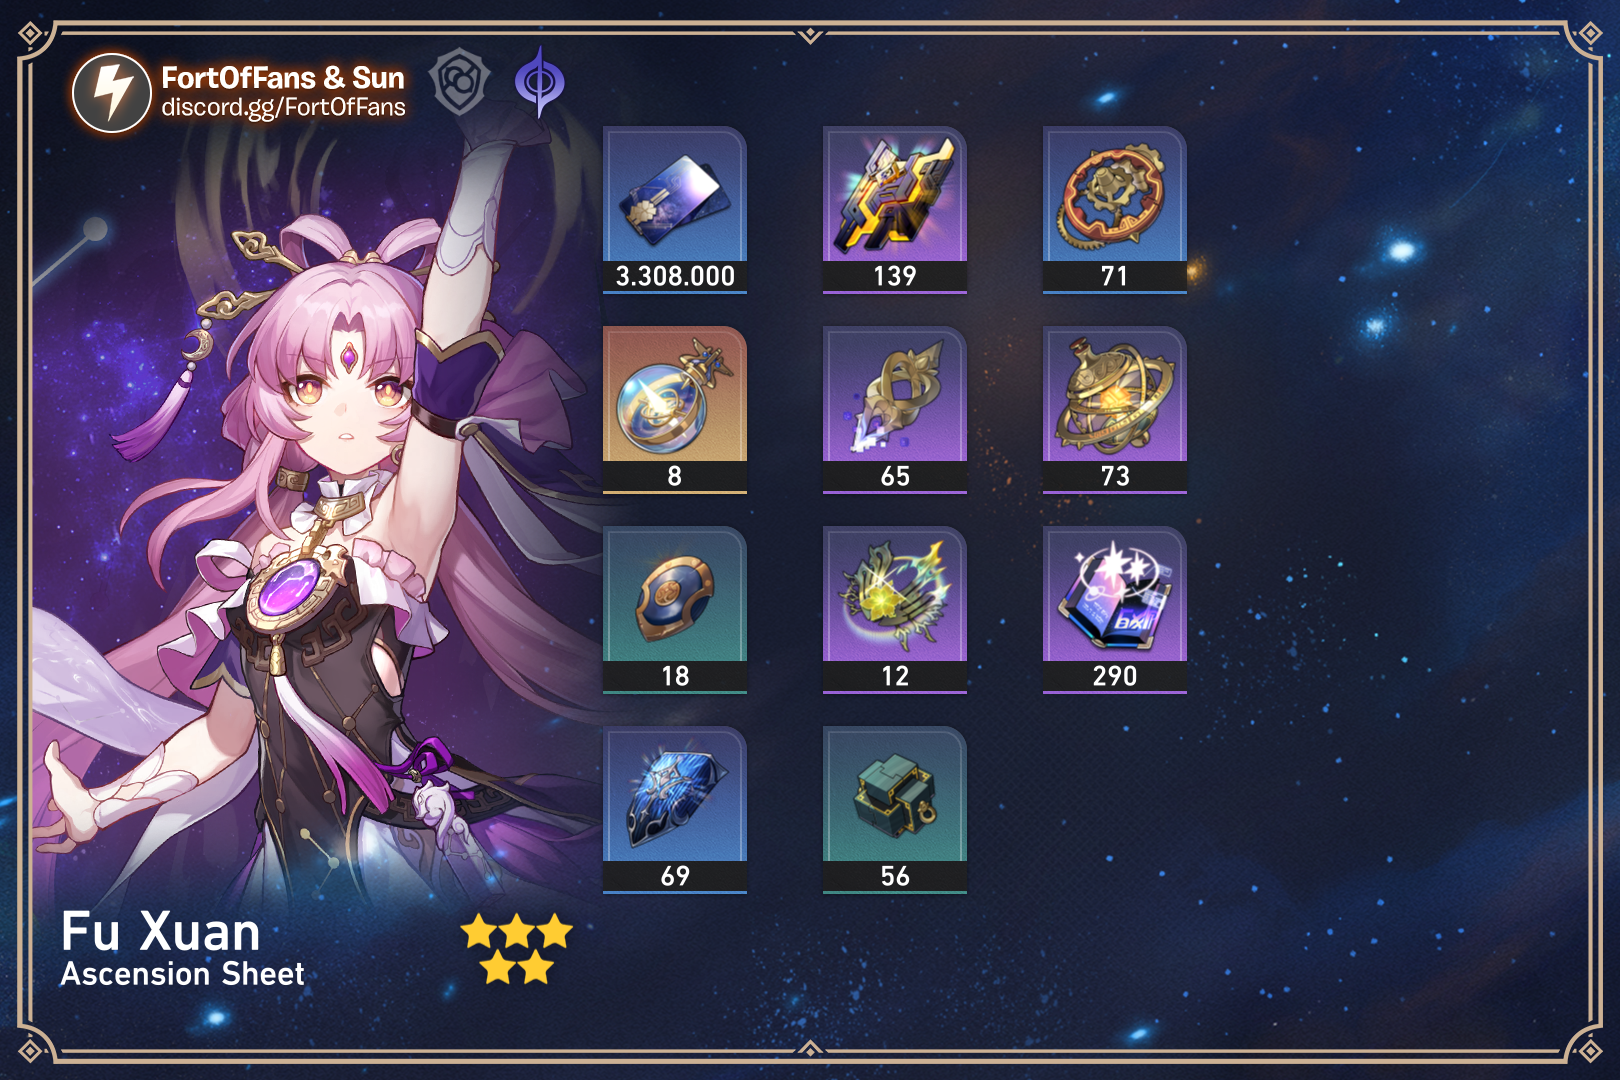 FortOfFans & Sun
discord.gg/FortOfFans
3.308.000
139
71
8
65
73
18
12
290
69
56
Fu Xuan
Ascension Sheet